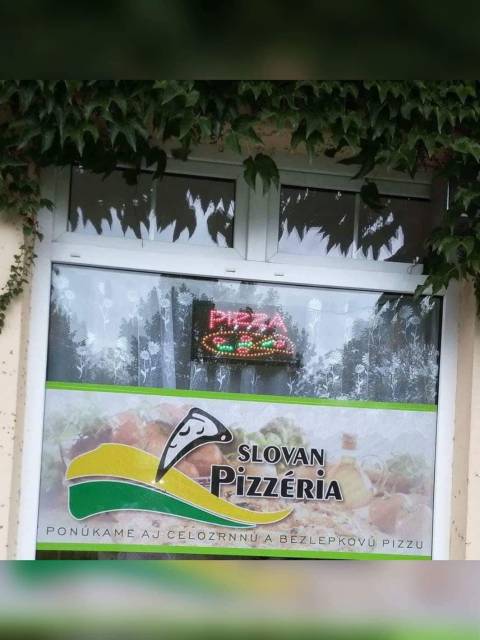 PIZZA
SLOVAN
PIZZÉRIA
PONÚKAME AJ CELOZRNNÚ A BEZLEPKOVÚ PIZZU